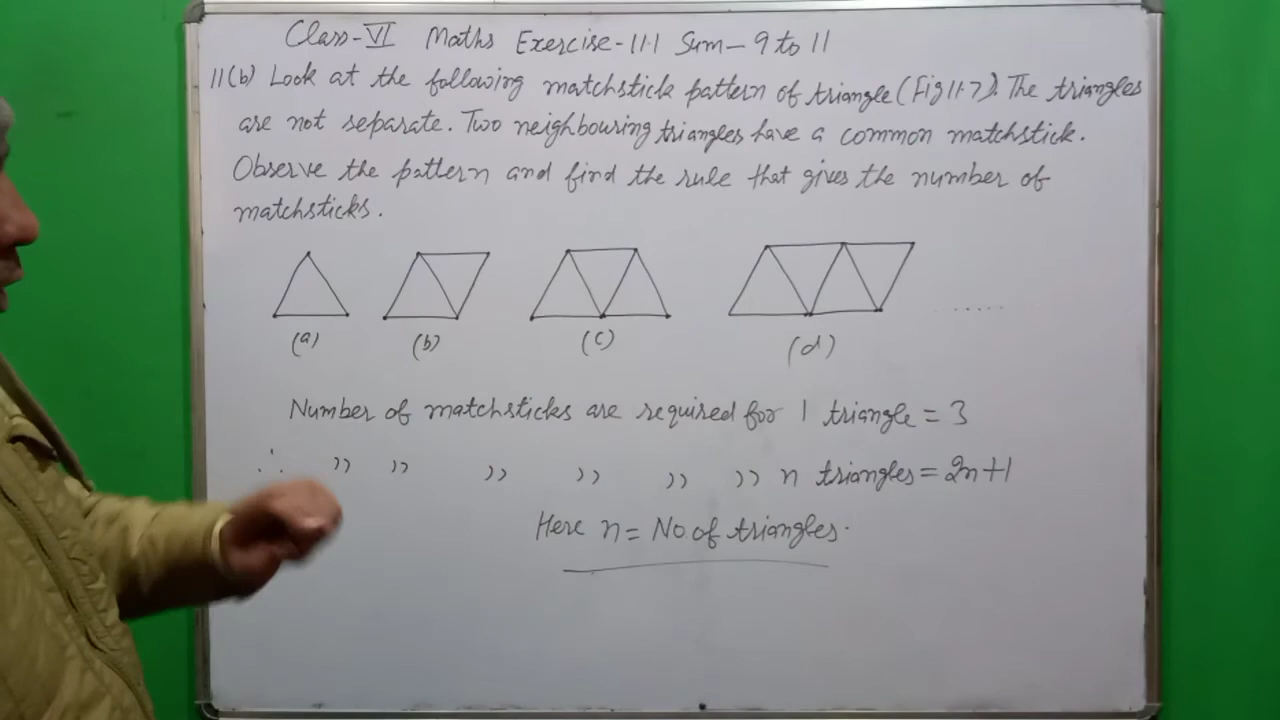 Class-VI Maths Exercise-11.1 Sum-9 to 11
11(b) Look at the following matchstick pattern of triangle (Fig 11.7). The triangles
are not separate. Two neighbouring triangles have a common matchstick.
Observe the pattern and find the rule that gives the number of
matchsticks.
(a) (b) (c) (d) .......
Number of matchsticks are required for 1 triangle = 3
∴ ,, ,, ,, ,, ,, ,, n triangles = 2n+1
Here n = No of triangles.